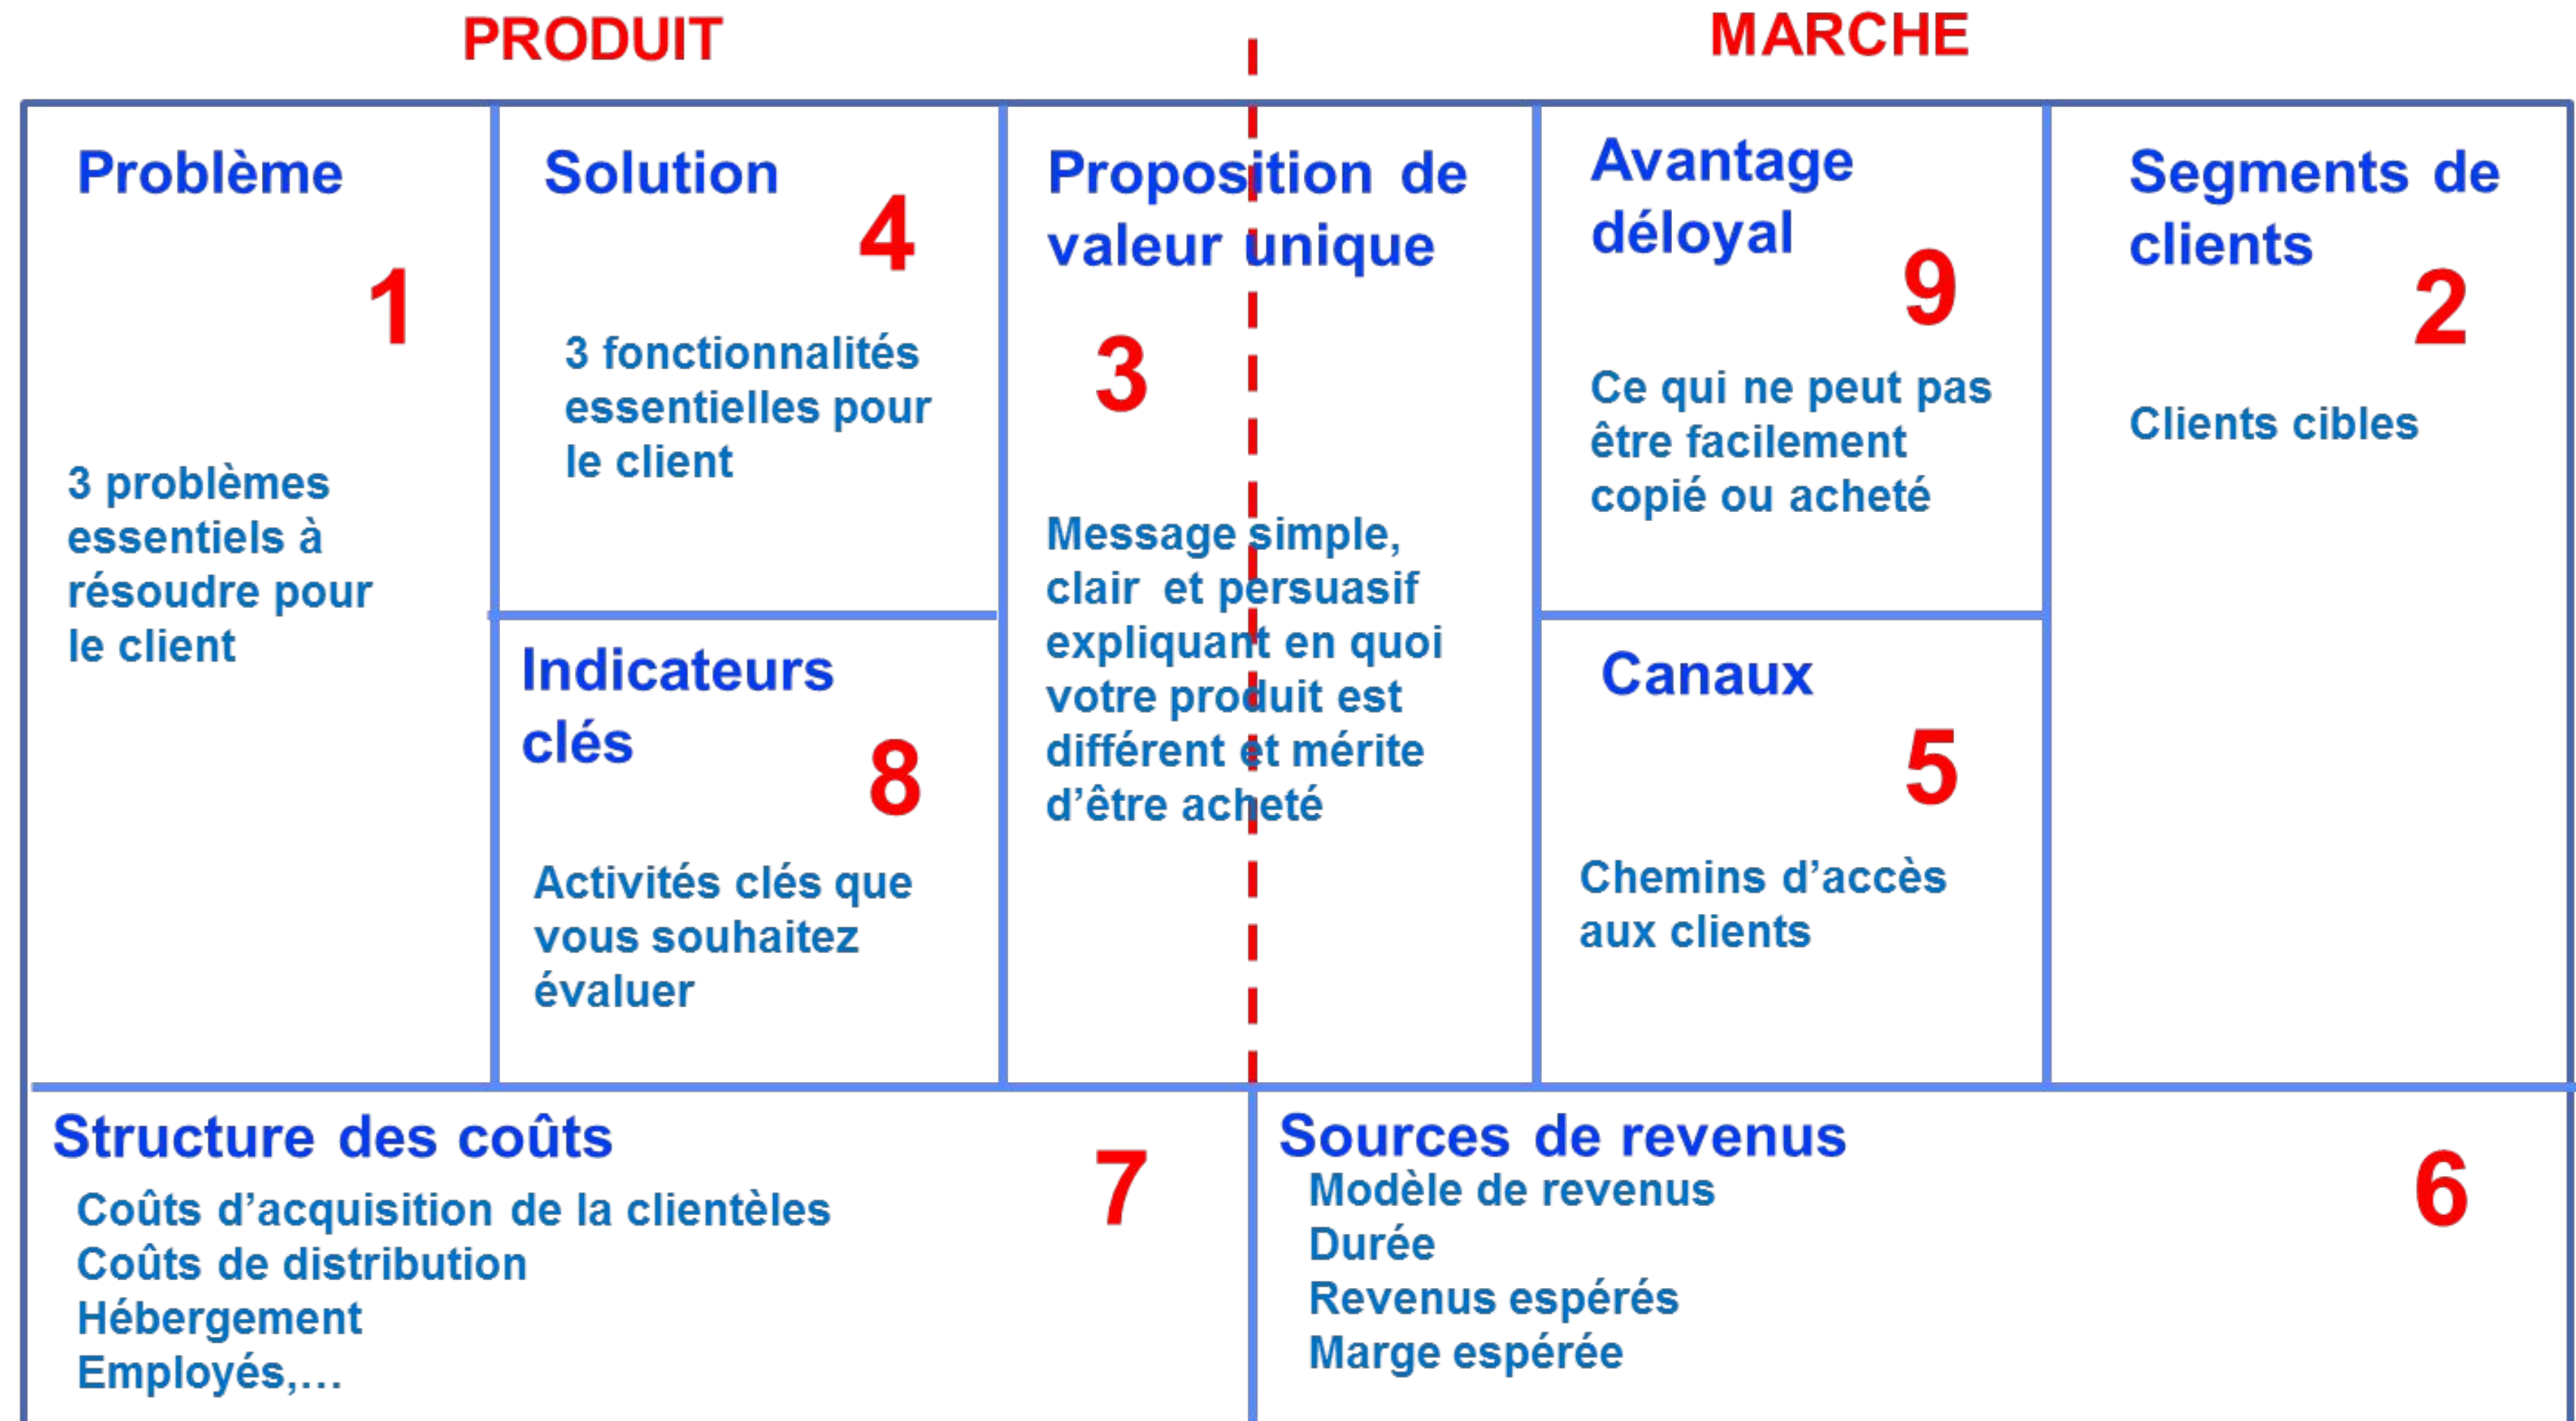 PRODUIT
MARCHE
Problème
1
3 problèmes
essentiels à
résoudre pour
le client
Solution
4
3 fonctionnalités
essentielles pour
le client
Indicateurs
clés
8
Activités clés que
vous souhaitez
évaluer
Proposition de
valeur unique
3
Message simple,
clair et persuasif
expliquant en quoi
votre produit est
différent et mérite
d’être acheté
Avantage
déloyal
9
Ce qui ne peut pas
être facilement
copié ou acheté
Canaux
5
Chemins d’accès
aux clients
Segments de
clients
2
Clients cibles
Structure des coûts
7
Coûts d’acquisition de la clientèles
Coûts de distribution
Hébergement
Employés,…
Sources de revenus
6
Modèle de revenus
Durée
Revenus espérés
Marge espérée